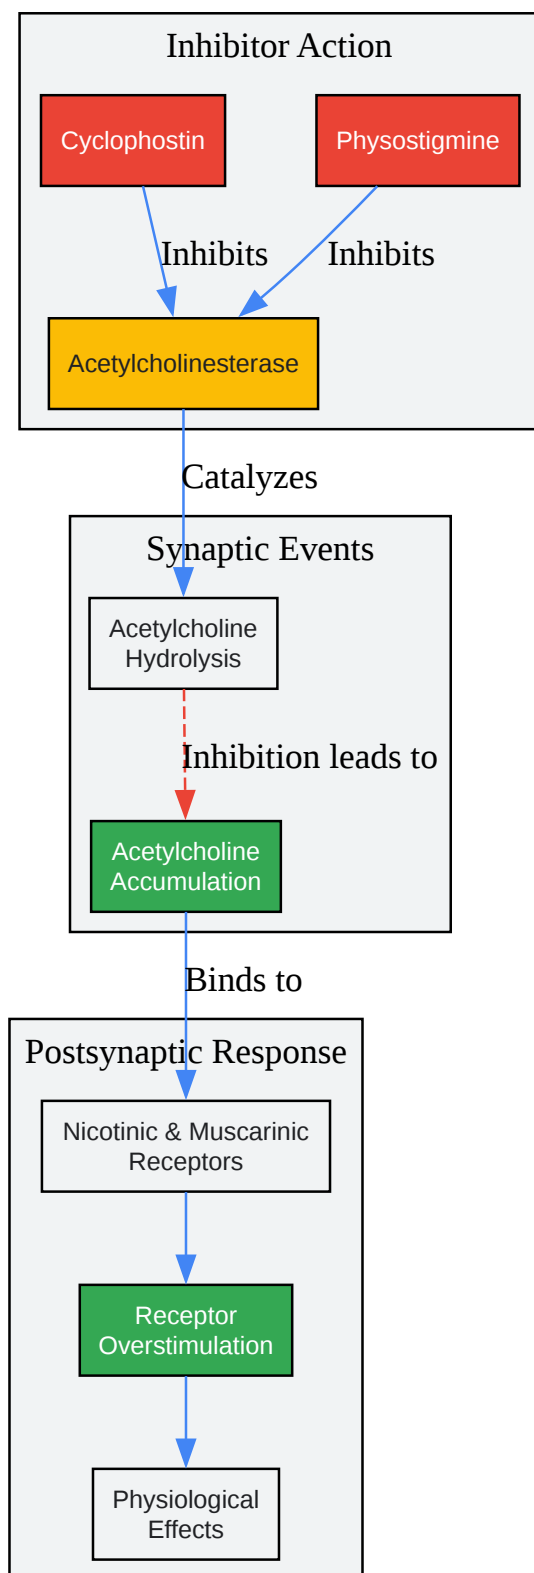 Inhibitor Action
Cyclophostin
Physostigmine
Inhibits
Inhibits
Acetylcholinesterase
Catalyzes
Synaptic Events
Acetylcholine
Hydrolysis
Inhibition leads to
Acetylcholine
Accumulation
Binds to
Postsynaptic Response
Nicotinic & Muscarinic
Receptors
Receptor
Overstimulation
Physiological
Effects